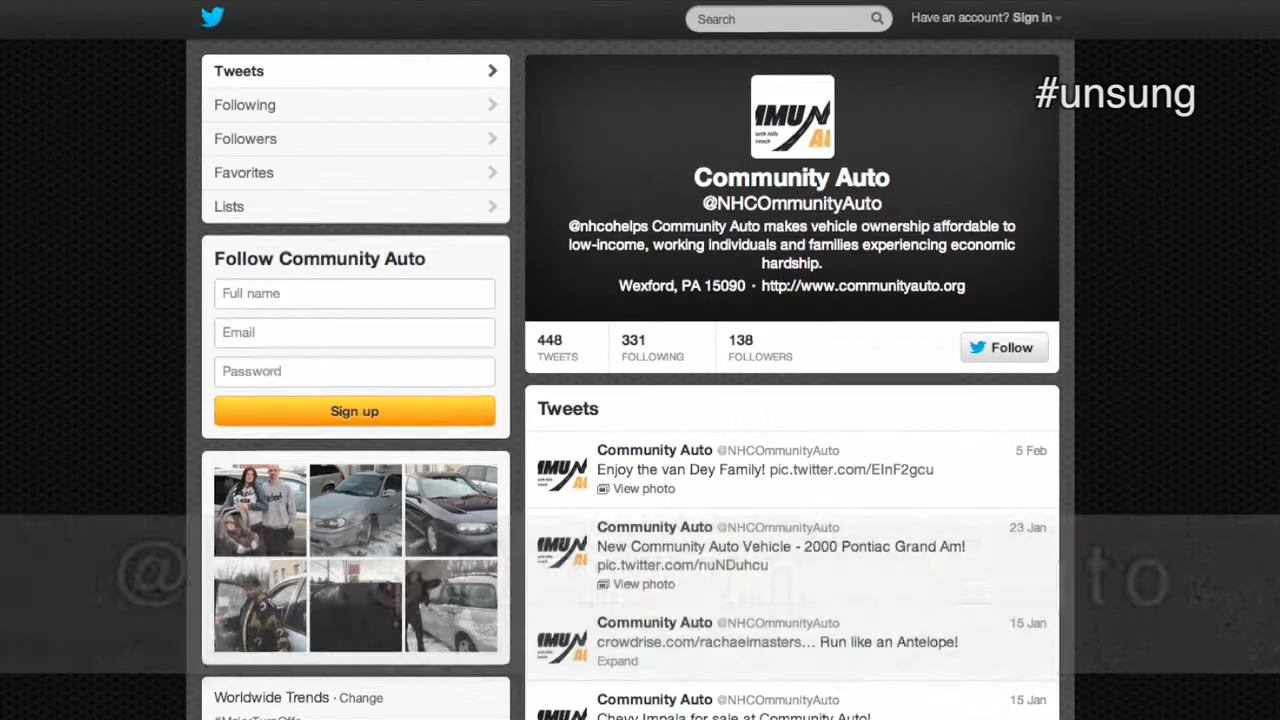 Search
Have an account? Sign in
#unsung
Tweets
Following
Followers
Favorites
Lists
Follow Community Auto
Full name
Email
Password
Sign up
Worldwide Trends · Change
Community Auto
@NHCOmmunityAuto
@nhcohelps Community Auto makes vehicle ownership affordable to
low-income, working individuals and families experiencing economic
hardship.
Wexford, PA 15090 · http://www.communityauto.org
448
TWEETS
331
FOLLOWING
138
FOLLOWERS
Follow
Tweets
Community Auto @NHCOmmunityAuto 5 Feb
Enjoy the van Dey Family! pic.twitter.com/EInF2gcu
View photo
Community Auto @NHCOmmunityAuto 23 Jan
New Community Auto Vehicle - 2000 Pontiac Grand Am!
pic.twitter.com/nuNDuhcu
View photo
Community Auto @NHCOmmunityAuto 15 Jan
crowdrise.com/rachaelmasters... Run like an Antelope!
Expand
Community Auto @NHCOmmunityAuto 15 Jan
Chevy Impala for sale at Community Auto!